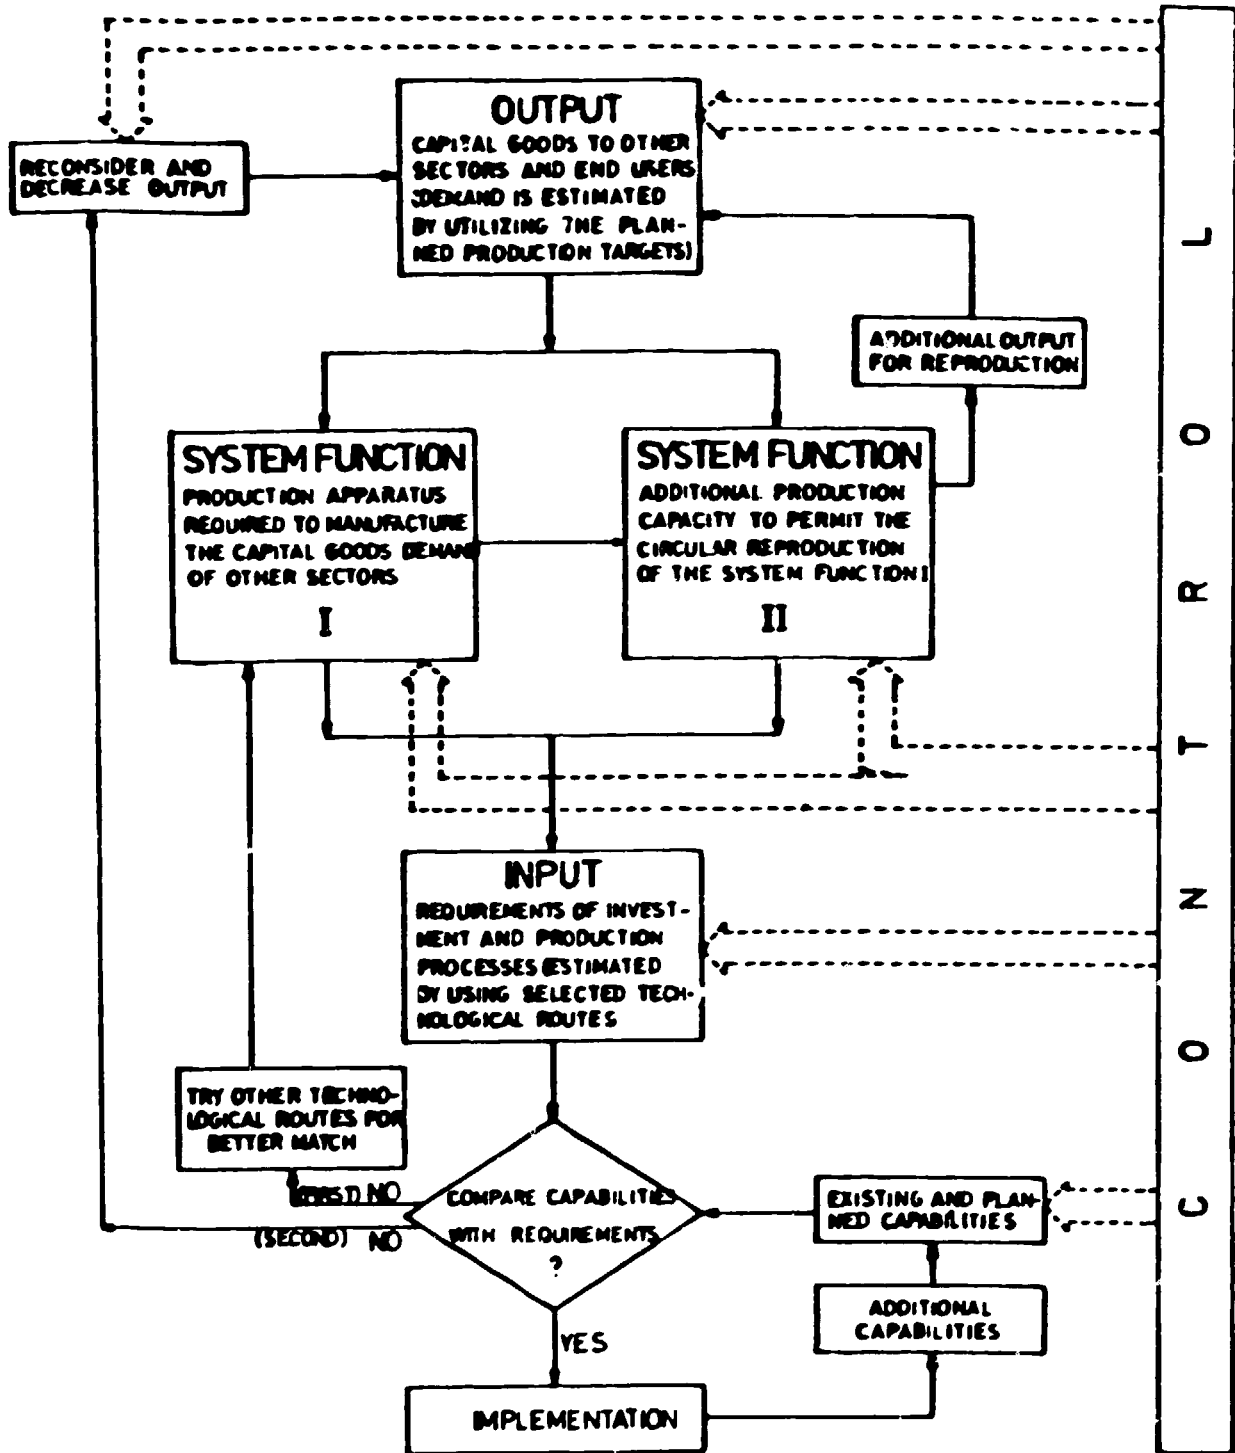 OUTPUT
CAPITAL GOODS TO OTHER
SECTORS AND END USERS
(DEMAND IS ESTIMATED
BY UTILIZING THE PLAN-
NED PRODUCTION TARGETS)
RECONSIDER AND
DECREASE OUTPUT
ADDITIONAL OUTPUT
FOR REPRODUCTION
SYSTEM FUNCTION
PRODUCTION APPARATUS
REQUIRED TO MANUFACTURE
THE CAPITAL GOODS DEMAN
OF OTHER SECTORS
I
SYSTEM FUNCTION
ADDITIONAL PRODUCTION
CAPACITY TO PERMIT THE
CIRCULAR REPRODUCTION
OF THE SYSTEM FUNCTION I
II
INPUT
REQUIREMENTS OF INVEST-
MENT AND PRODUCTION
PROCESSES (ESTIMATED
BY USING SELECTED TECH-
NOLOGICAL ROUTES
TRY OTHER TECHNO-
LOGICAL ROUTES FOR
BETTER MATCH
(FIRST) NO
(SECOND) NO
COMPARE CAPABILITIES
WITH REQUIREMENTS
?
YES
EXISTING AND PLAN-
NED CAPABILITIES
ADDITIONAL
CAPABILITIES
IMPLEMENTATION
CONTROL